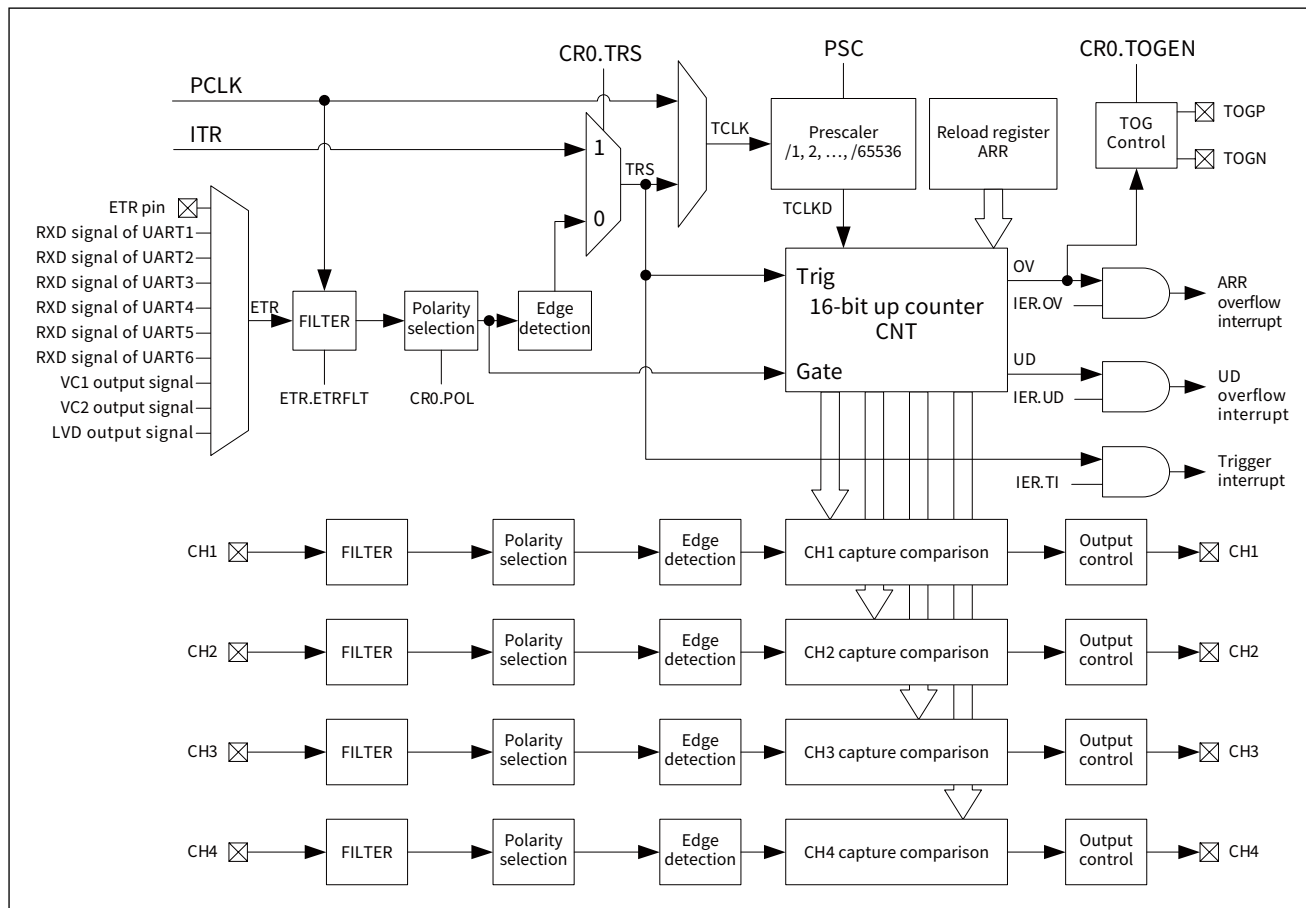 CR0.TRS
PSC
CR0.TOGEN
PCLK
ITR
1
0
TRS
TCLK
Prescaler
/1, 2, …, /65536
Reload register
ARR
TOG
Control
TOGP
TOGN
TCLKD
ETR pin
RXD signal of UART1
RXD signal of UART2
RXD signal of UART3
RXD signal of UART4
RXD signal of UART5
RXD signal of UART6
VC1 output signal
VC2 output signal
LVD output signal
ETR
FILTER
ETR.ETRFLT
Polarity
selection
CR0.POL
Edge
detection
Trig
16-bit up counter
CNT
Gate
OV
IER.OV
ARR
overflow
interrupt
UD
IER.UD
UD
overflow
interrupt
IER.TI
Trigger
interrupt
CH1
FILTER
Polarity
selection
Edge
detection
CH1 capture comparison
Output
control
CH1
CH2
FILTER
Polarity
selection
Edge
detection
CH2 capture comparison
Output
control
CH2
CH3
FILTER
Polarity
selection
Edge
detection
CH3 capture comparison
Output
control
CH3
CH4
FILTER
Polarity
selection
Edge
detection
CH4 capture comparison
Output
control
CH4